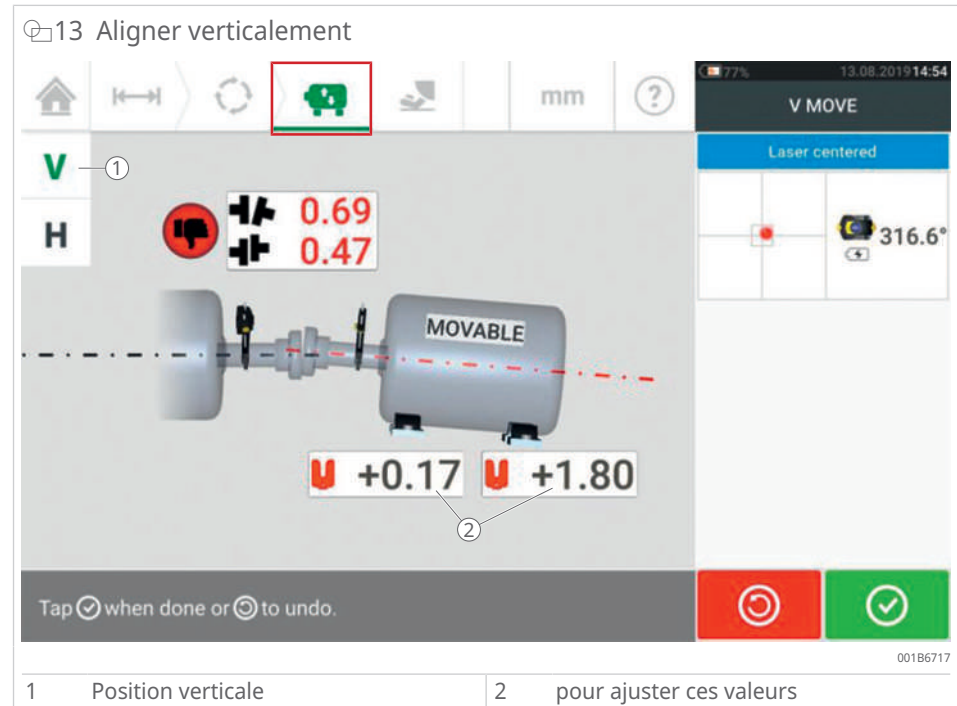 13 Aligner verticalement
mm
?
77% 13.08.2019 14:54
V MOVE
Laser centered
V
1
H
0.69
0.47
316.6°
MOVABLE
+0.17
+1.80
2
Tap when done or to undo.
001B6717
1 Position verticale
2 pour ajuster ces valeurs